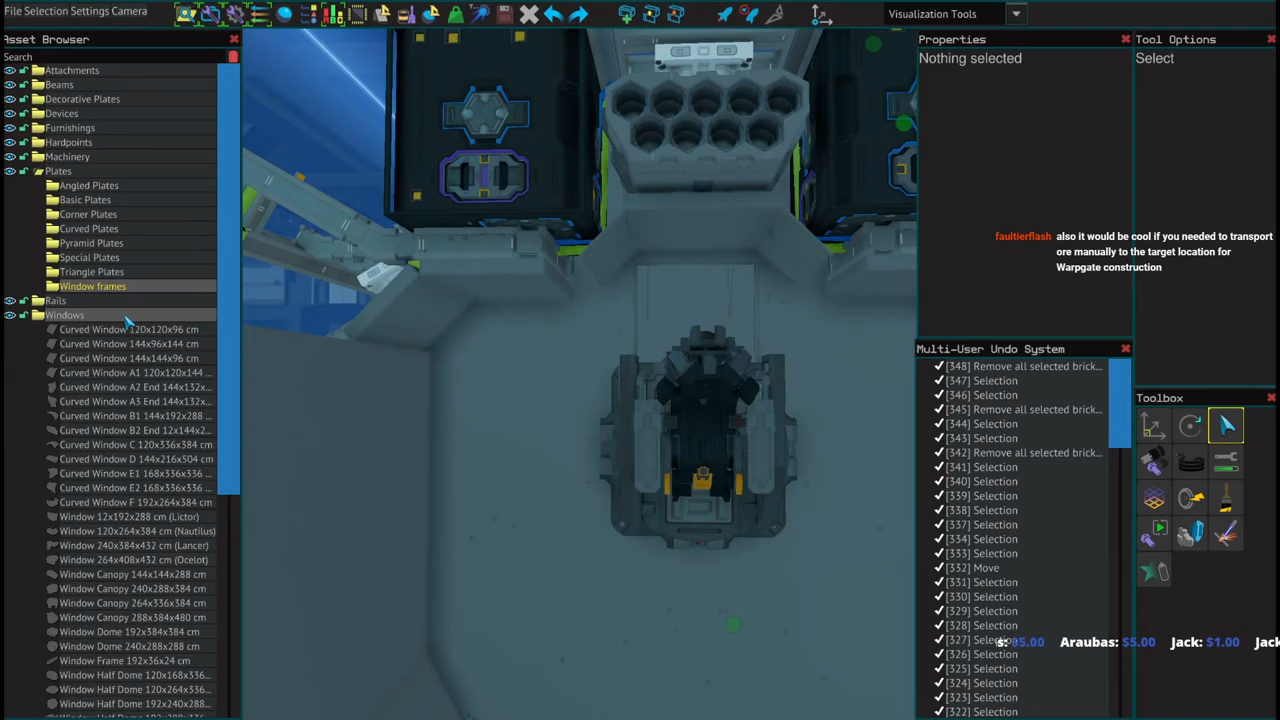 File Selection Settings Camera
Visualization Tools
Asset Browser
Search
Attachments
Beams
Decorative Plates
Devices
Furnishings
Hardpoints
Machinery
Plates
Angled Plates
Basic Plates
Corner Plates
Curved Plates
Pyramid Plates
Special Plates
Triangle Plates
Window frames
Rails
Windows
Curved Window 120x120x96 cm
Curved Window 144x96x144 cm
Curved Window 144x144x96 cm
Curved Window A1 120x120x144 ...
Curved Window A2 End 144x132x...
Curved Window A3 End 144x132x...
Curved Window B1 144x192x288 ...
Curved Window B2 End 12x144x2...
Curved Window C 120x336x384 cm
Curved Window D 144x216x504 cm
Curved Window E1 168x336x336 ...
Curved Window E2 168x336x336 ...
Curved Window F 192x264x384 cm
Window 12x192x288 cm (Lictor)
Window 120x264x384 cm (Nautilus)
Window 240x384x432 cm (Lancer)
Window 264x408x432 cm (Ocelot)
Window Canopy 144x144x288 cm
Window Canopy 240x288x384 cm
Window Canopy 264x336x384 cm
Window Canopy 288x384x480 cm
Window Dome 192x384x384 cm
Window Dome 240x288x288 cm
Window Frame 192x36x24 cm
Window Half Dome 120x168x336...
Window Half Dome 120x264x336...
Window Half Dome 192x384x384...
Properties
Nothing selected
Tool Options
Select
faultierflash also it would be cool if you needed to transport
ore manually to the target location for
Warpgate construction
Multi-User Undo System
[348] Remove all selected brick...
[347] Selection
[346] Selection
[345] Remove all selected brick...
[344] Selection
[343] Selection
[342] Remove all selected brick...
[341] Selection
[340] Selection
[339] Selection
[338] Selection
[337] Selection
[336] Selection
[335] Selection
[334] Selection
[333] Selection
[332] Move
[331] Selection
[330] Selection
[329] Selection
[328] Selection
[327] Selection
[326] Selection
[325] Selection
[324] Selection
[323] Selection
[322] Selection
Toolbox
s: $5.00 Araubas: $5.00 Jack: $1.00 Jack